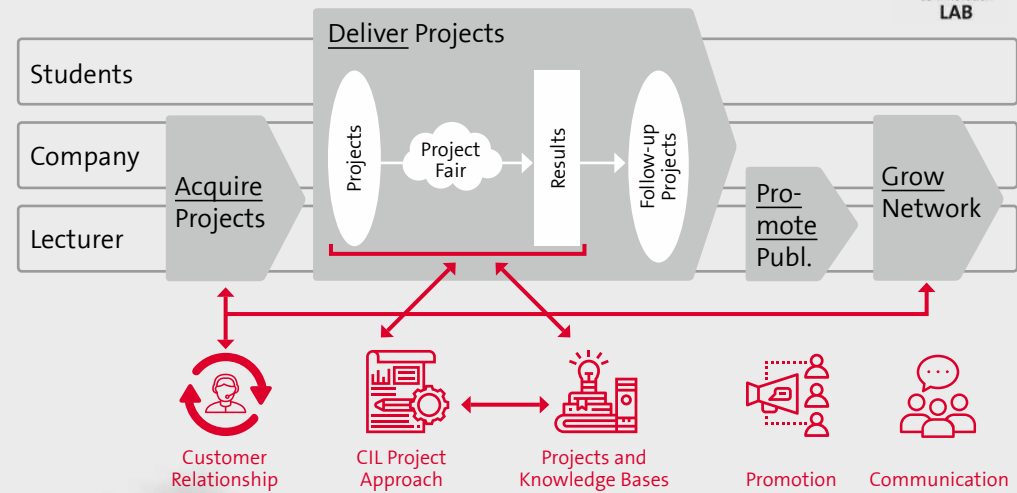 LAB
Deliver Projects
Students
Company
Lecturer
Acquire
Projects
Projects
Project
Fair
Results
Follow-up
Projects
Pro-
mote
Publ.
Grow
Network
Customer
Relationship
CIL Project
Approach
Projects and
Knowledge Bases
Promotion
Communication